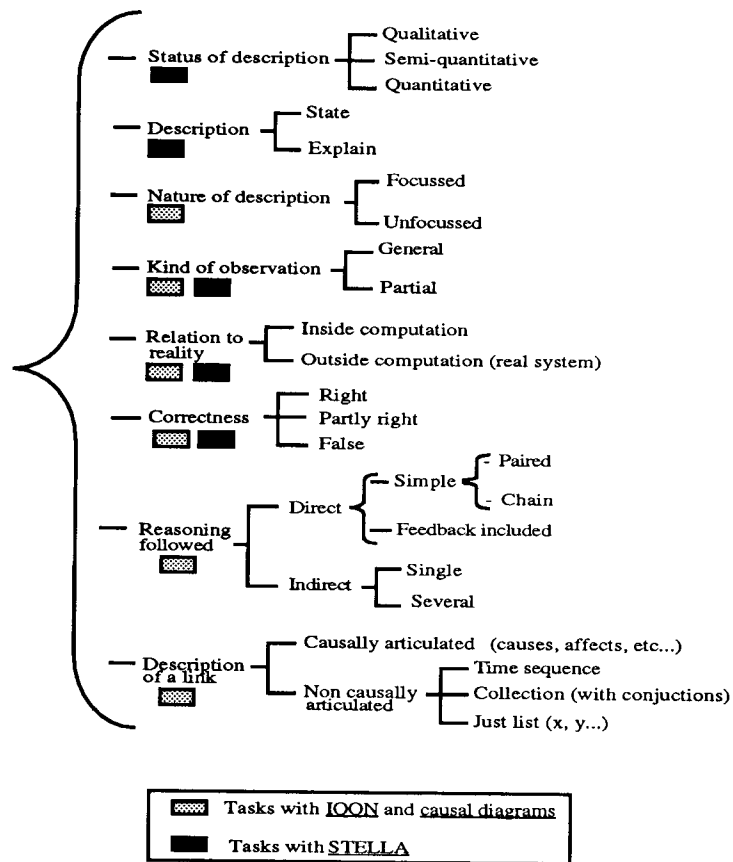 Status of description
Qualitative
Semi-quantitative
Quantitative
Description
State
Explain
Nature of description
Focussed
Unfocussed
Kind of observation
General
Partial
Relation to
reality
Inside computation
Outside computation (real system)
Correctness
Right
Partly right
False
Reasoning
followed
Direct
Simple
- Paired
- Chain
Feedback included
Indirect
Single
Several
Description
of a link
Causally articulated (causes, affects, etc...)
Non causally
articulated
Time sequence
Collection (with conjuctions)
Just list (x, y...)
Tasks with IQON and causal diagrams
Tasks with STELLA